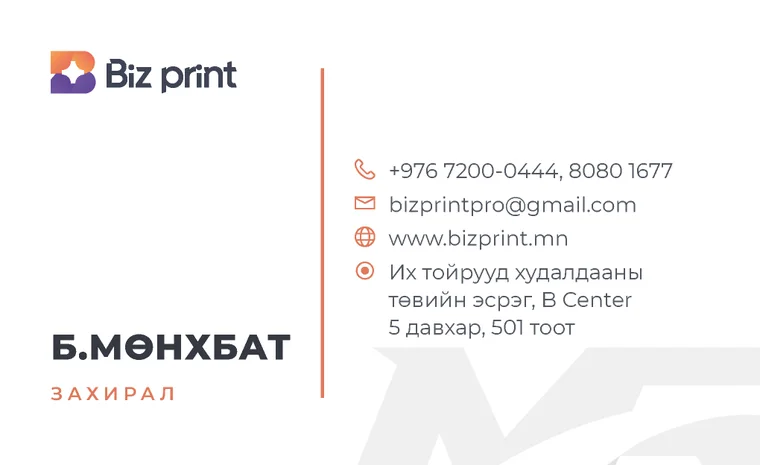 Biz print
Б.МӨНХБАТ
ЗАХИРАЛ
+976 7200-0444, 8080 1677
bizprintpro@gmail.com
www.bizprint.mn
Их тойрууд худалдааны
төвийн эсрэг, B Center
5 давхар, 501 тоот